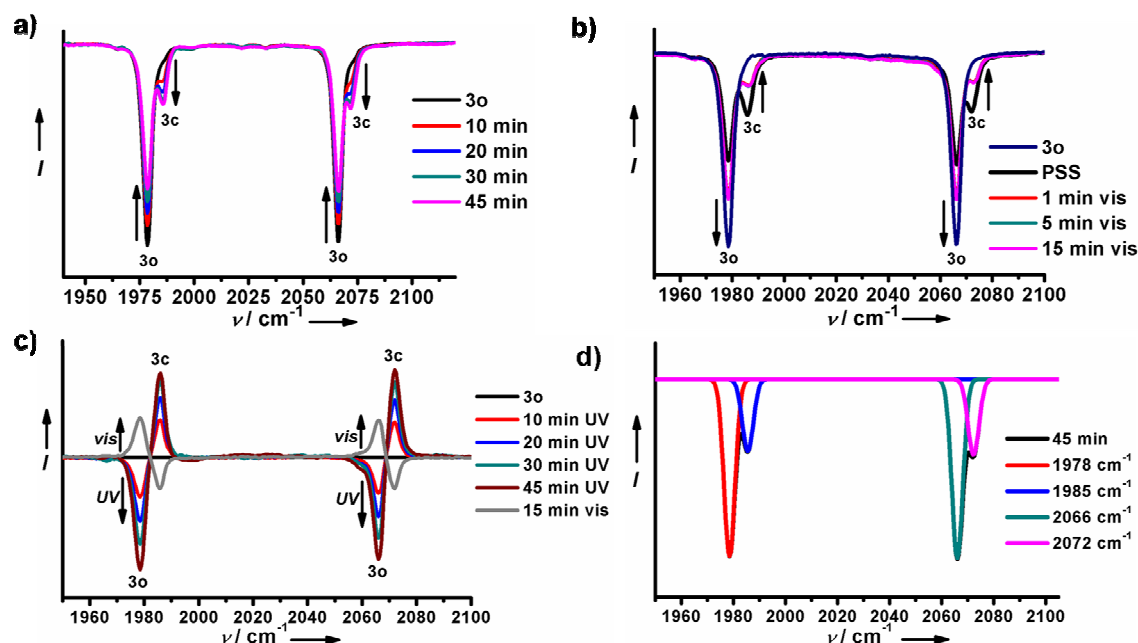 a)
3c
3c
3o
10 min
20 min
30 min
45 min
3o
3o
I
1950 1975 2000 2025 2050 2075 2100
ν / cm⁻¹
b)
3c
3c
3o
PSS
1 min vis
5 min vis
15 min vis
3o
3o
I
1960 1980 2000 2020 2040 2060 2080 2100
ν / cm⁻¹
c)
3c
3c
vis
UV
vis
UV
3o
10 min UV
20 min UV
30 min UV
45 min UV
15 min vis
3o
3o
I
1960 1980 2000 2020 2040 2060 2080 2100
ν / cm⁻¹
d)
45 min
1978 cm⁻¹
1985 cm⁻¹
2066 cm⁻¹
2072 cm⁻¹
I
1960 1980 2000 2020 2040 2060 2080 2100
ν / cm⁻¹